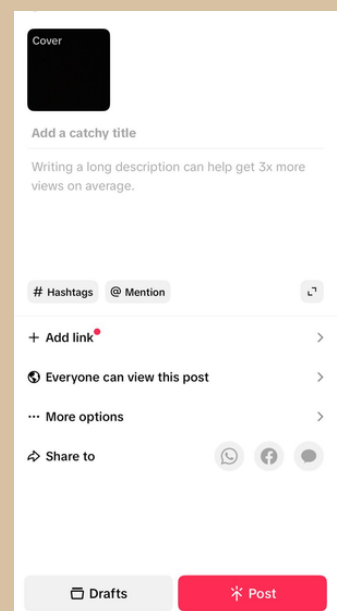 Cover
Add a catchy title
Writing a long description can help get 3x more
views on average.
# Hashtags
@ Mention
+ Add link
Everyone can view this post
... More options
Share to
Drafts
Post